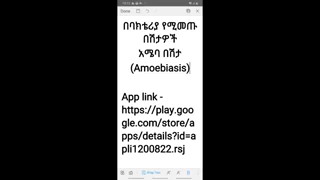 በባክቴሪያ የሚመጡ
በሽታዎች
አሜባ በሽታ
(Amoebiasis)
App link -
https://play.goo
gle.com/store/a
pps/details?id=a
pli1200822.rsj